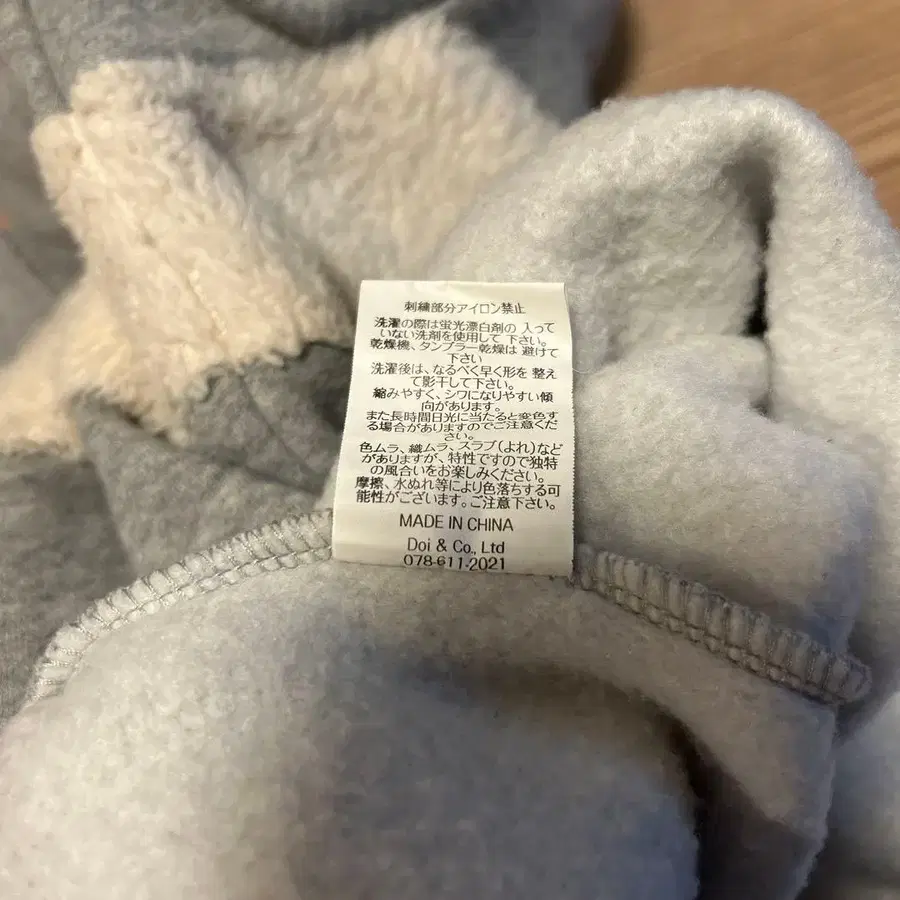 刺繍部分アイロン禁止
洗濯の際は蛍光漂白剤の 入って
いない洗剤を使用して 下さい。
乾燥機、タンブラー乾燥は 避けて
下さい
洗濯後は、なるべく早く形を 整え
て影干して下さい。
縮みやすく、シワになりやすい傾
向があります。
また長時間日光に当たると変色す
る場合がありますのでご注意くだ
さい。
色ムラ、織ムラ、スラブ(よれ)など
がありますが、特性ですので独特
の風合いをお楽しみください。
摩擦、水ぬれ等により色落ちする可
能性がございます。ご注意下さい。
MADE IN CHINA
Doi & Co., Ltd
078-611-2021